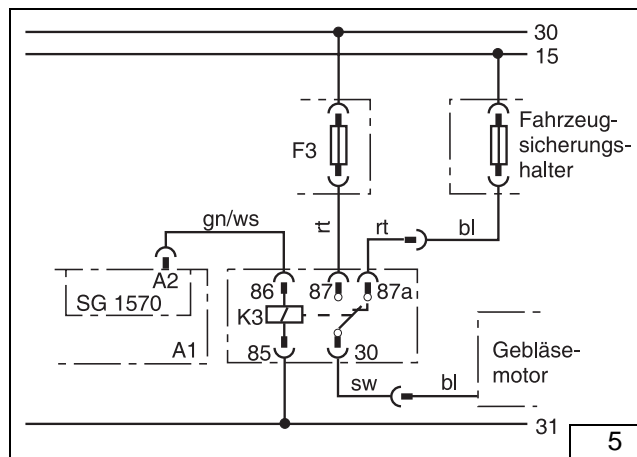 30
15
F3
Fahrzeug-
sicherungs-
halter
gn/ws
rt
rt
bl
A2
SG 1570
A1
86
87
87a
K3
85
30
sw
bl
Gebläse-
motor
31
5